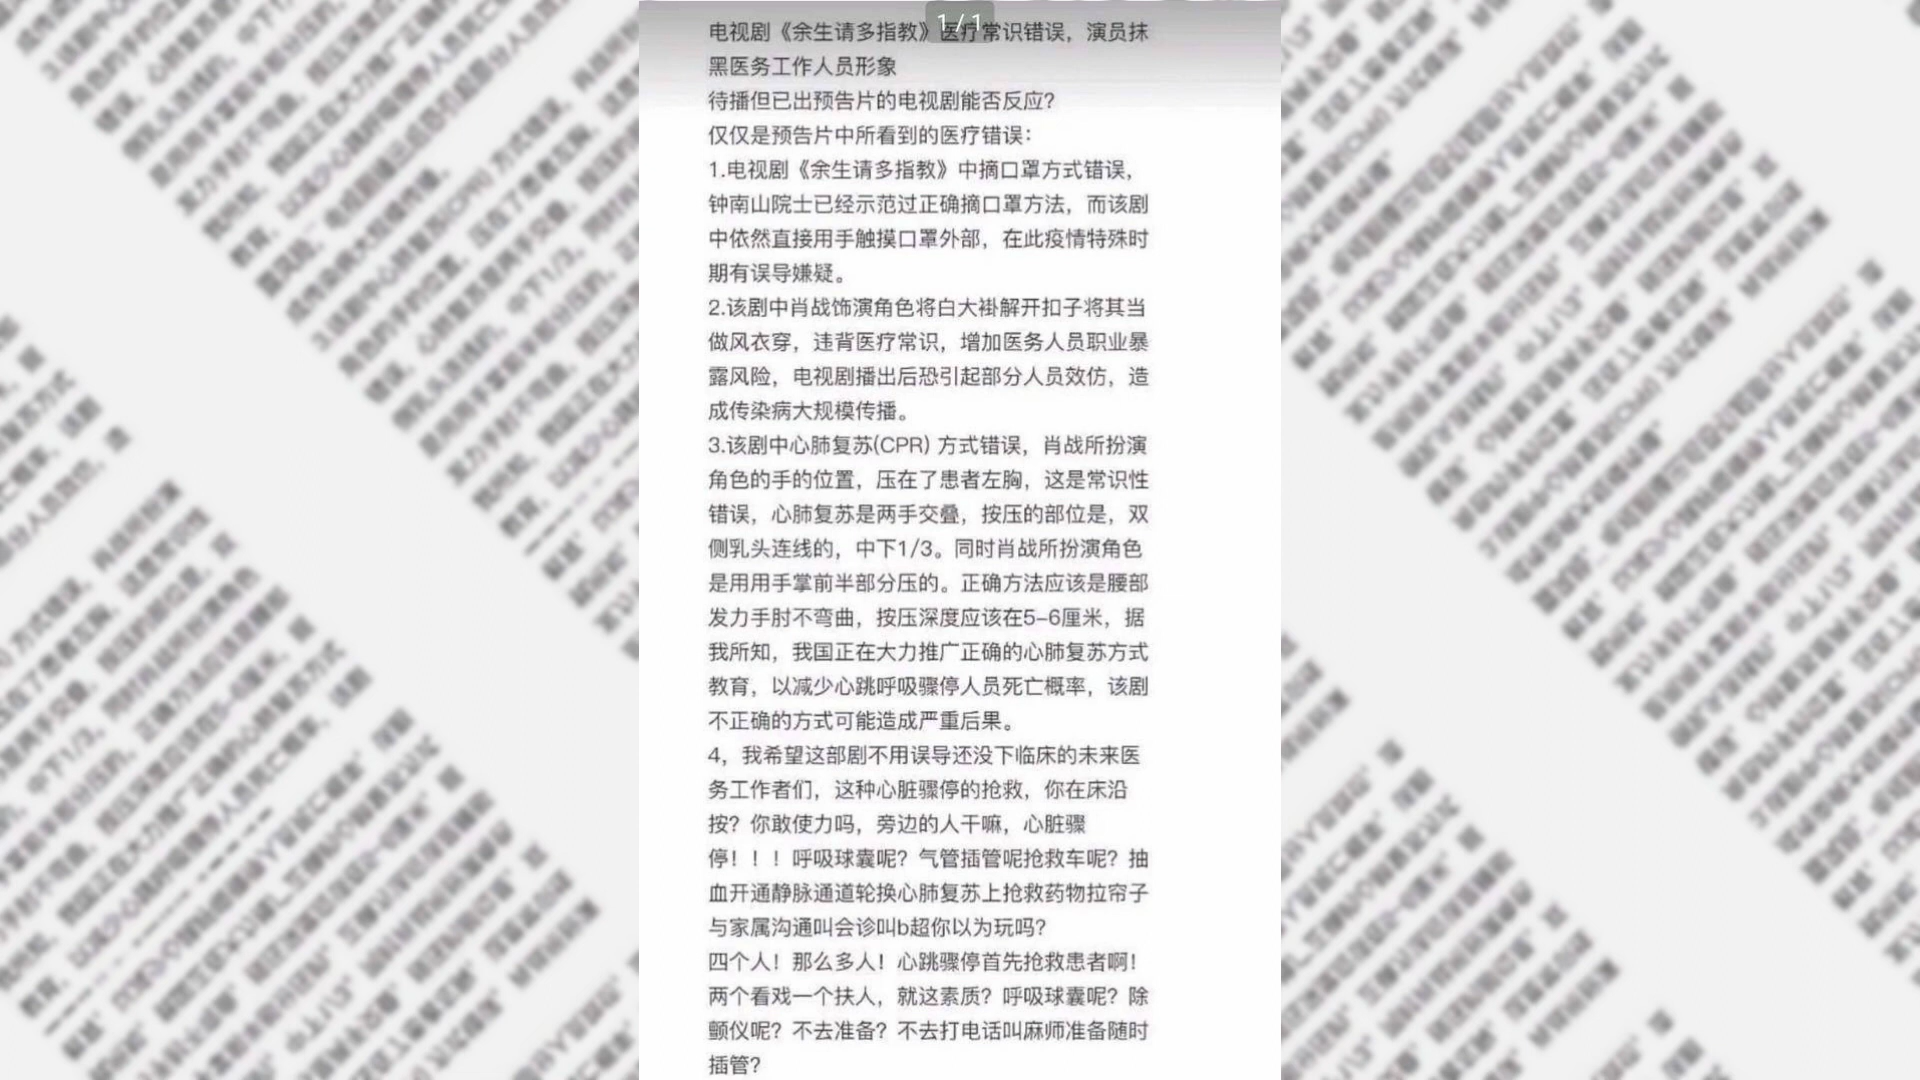 1/1
电视剧《余生请多指教》医疗常识错误，演员抹
黑医务工作人员形象
待播但已出预告片的电视剧能否反应？
仅仅是预告片中所看到的医疗错误：
1.电视剧《余生请多指教》中摘口罩方式错误，
钟南山院士已经示范过正确摘口罩方法，而该剧
中依然直接用手触摸口罩外部，在此疫情特殊时
期有误导嫌疑。
2.该剧中肖战饰演角色将白大褂解开扣子将其当
做风衣穿，违背医疗常识，增加医务人员职业暴
露风险，电视剧播出后恐引起部分人员效仿，造
成传染病大规模传播。
3.该剧中心肺复苏(CPR) 方式错误，肖战所扮演
角色的手的位置，压在了患者左胸，这是常识性
错误，心肺复苏是两手交叠，按压的部位是，双
侧乳头连线的，中下1/3。同时肖战所扮演角色
是用用手掌前半部分压的。正确方法应该是腰部
发力手肘不弯曲，按压深度应该在5-6厘米，据
我所知，我国正在大力推广正确的心肺复苏方式
教育，以减少心跳呼吸骤停人员死亡概率，该剧
不正确的方式可能造成严重后果。
4，我希望这部剧不用误导还没下临床的未来医
务工作者们，这种心脏骤停的抢救，你在床沿
按？你敢使力吗，旁边的人干嘛，心脏骤
停！！！呼吸球囊呢？气管插管呢抢救车呢？抽
血开通静脉通道轮换心肺复苏上抢救药物拉帘子
与家属沟通叫会诊叫b超你以为玩吗？
四个人！那么多人！心跳骤停首先抢救患者啊！
两个看戏一个扶人，就这素质？呼吸球囊呢？除
颤仪呢？不去准备？不去打电话叫麻师准备随时
插管？